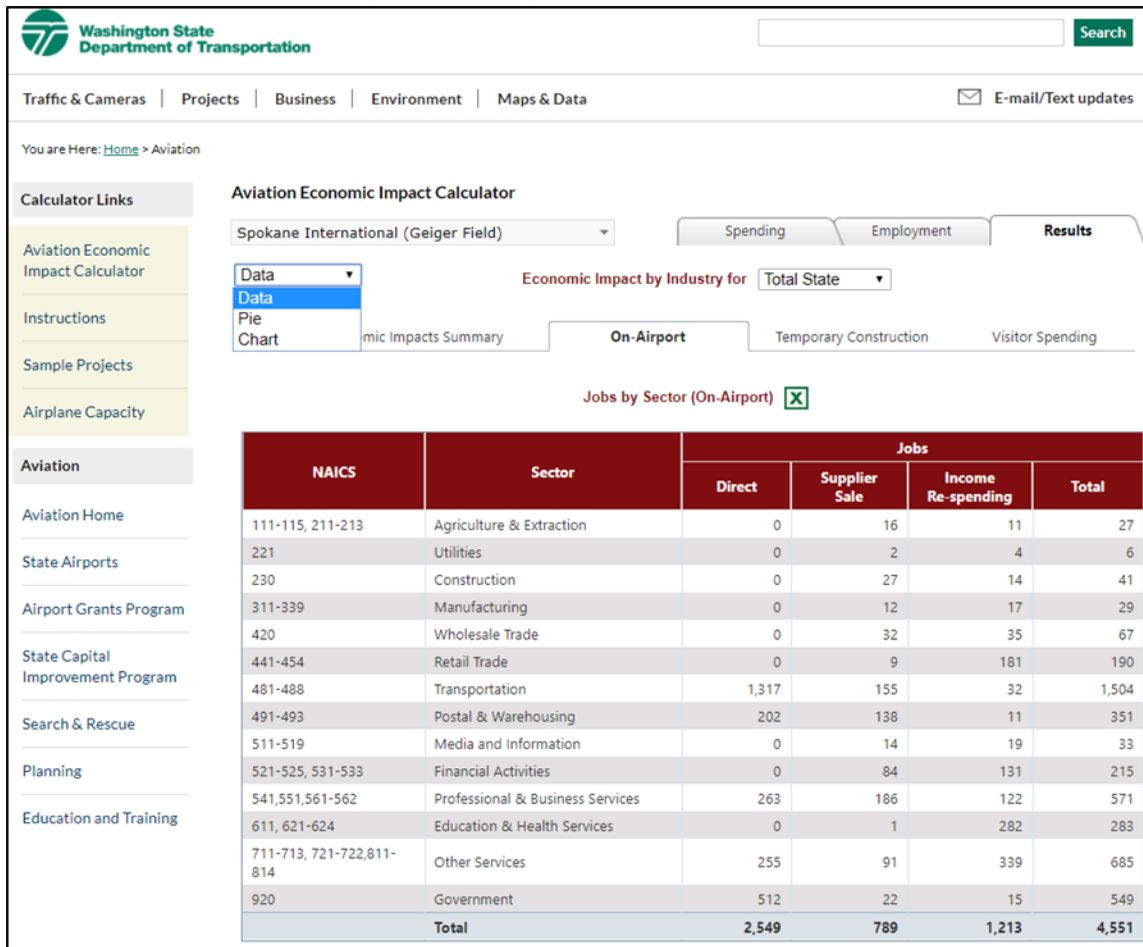 Washington State
Department of Transportation
Search
Traffic & Cameras | Projects | Business | Environment | Maps & Data
E-mail/Text updates
You are Here: Home > Aviation
Calculator Links
Aviation Economic
Impact Calculator
Instructions
Sample Projects
Airplane Capacity
Aviation
Aviation Home
State Airports
Airport Grants Program
State Capital
Improvement Program
Search & Rescue
Planning
Education and Training
Aviation Economic Impact Calculator
Spokane International (Geiger Field)
Spending Employment Results
Data
Economic Impact by Industry for Total State
Data
Pie
Chart
mic Impacts Summary On-Airport Temporary Construction Visitor Spending
Jobs by Sector (On-Airport) X
NAICS Sector Jobs
Direct Supplier Sale Income Re-spending Total
111-115, 211-213 Agriculture & Extraction 0 16 11 27
221 Utilities 0 2 4 6
230 Construction 0 27 14 41
311-339 Manufacturing 0 12 17 29
420 Wholesale Trade 0 32 35 67
441-454 Retail Trade 0 9 181 190
481-488 Transportation 1,317 155 32 1,504
491-493 Postal & Warehousing 202 138 11 351
511-519 Media and Information 0 14 19 33
521-525, 531-533 Financial Activities 0 84 131 215
541,551,561-562 Professional & Business Services 263 186 122 571
611, 621-624 Education & Health Services 0 1 282 283
711-713, 721-722,811-814 Other Services 255 91 339 685
920 Government 512 22 15 549
Total 2,549 789 1,213 4,551